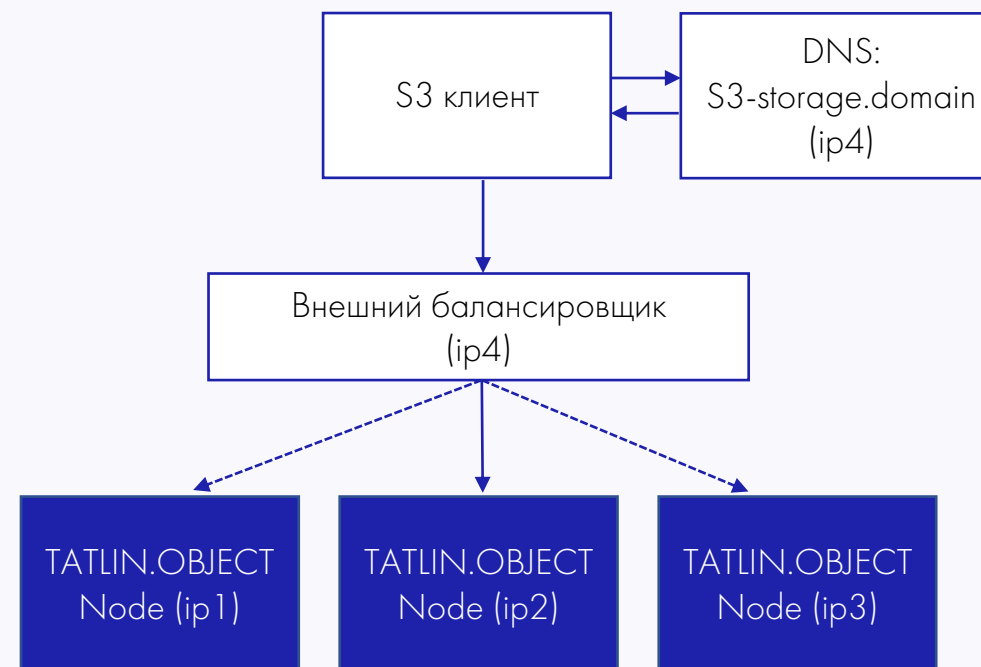 S3 клиент
DNS:
S3-storage.domain
(ip4)
Внешний балансировщик
(ip4)
TATLIN.OBJECT
Node (ip1)
TATLIN.OBJECT
Node (ip2)
TATLIN.OBJECT
Node (ip3)